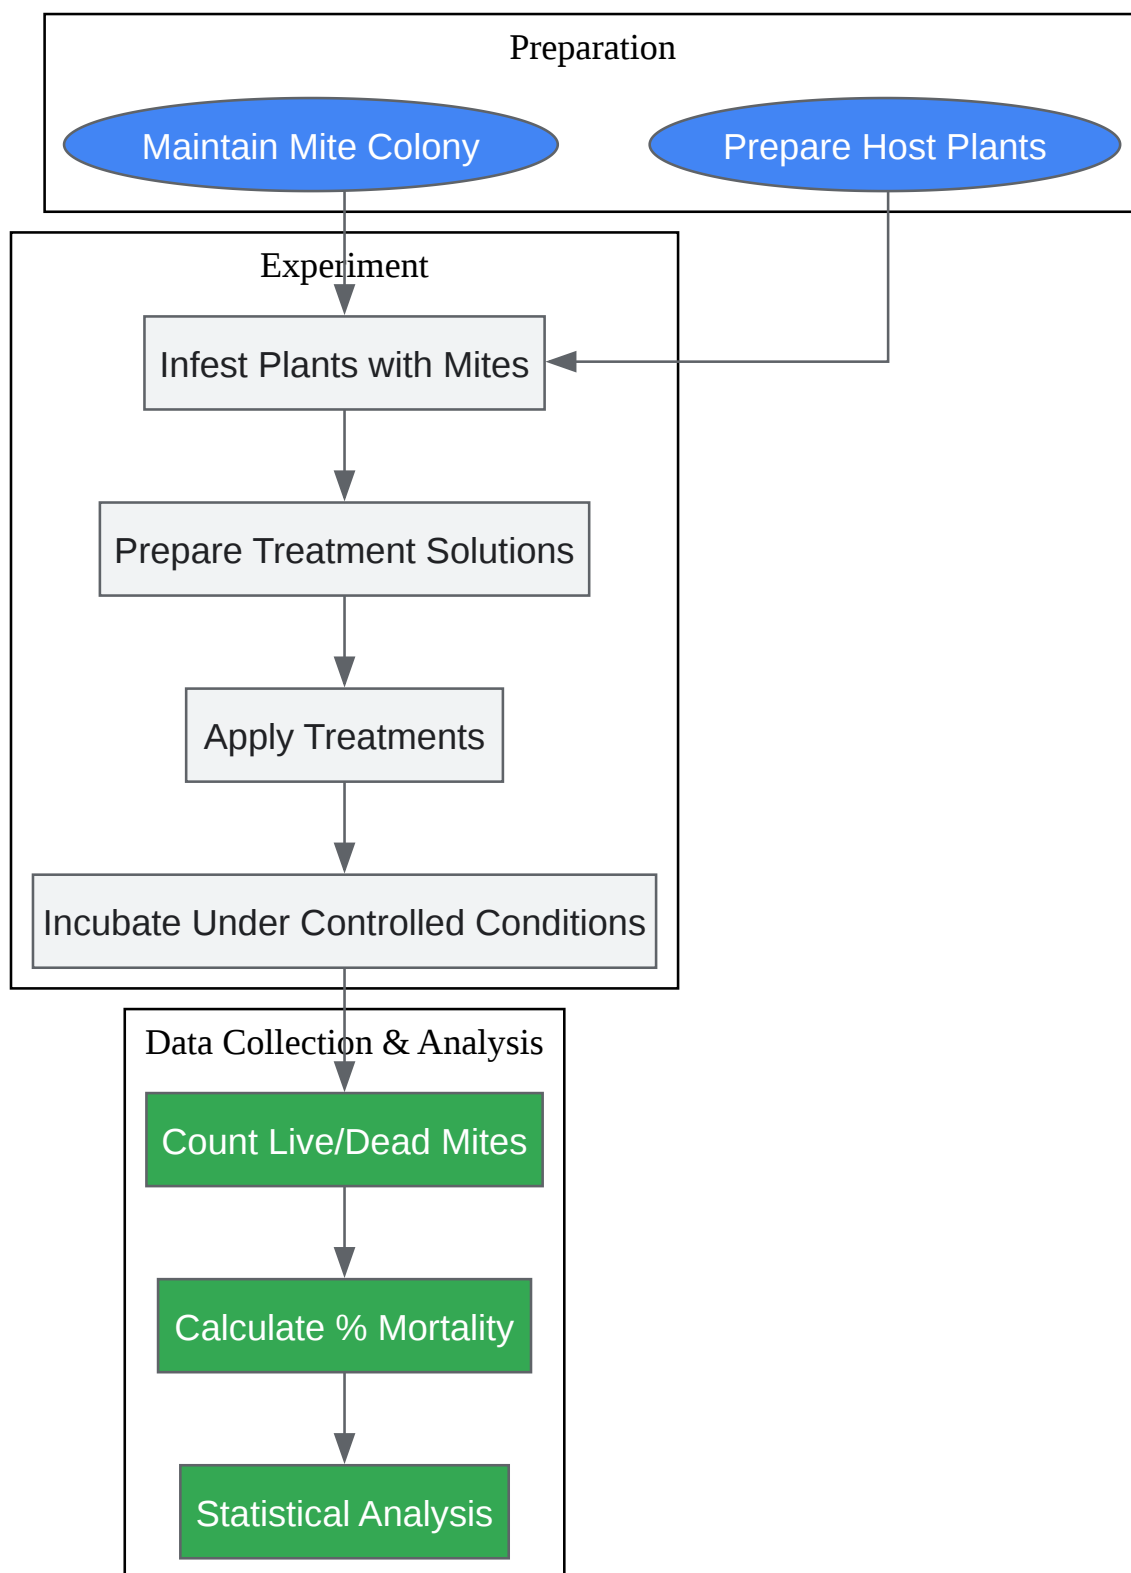 Preparation
Maintain Mite Colony
Prepare Host Plants
Experiment
Infest Plants with Mites
Prepare Treatment Solutions
Apply Treatments
Incubate Under Controlled Conditions
Data Collection & Analysis
Count Live/Dead Mites
Calculate % Mortality
Statistical Analysis